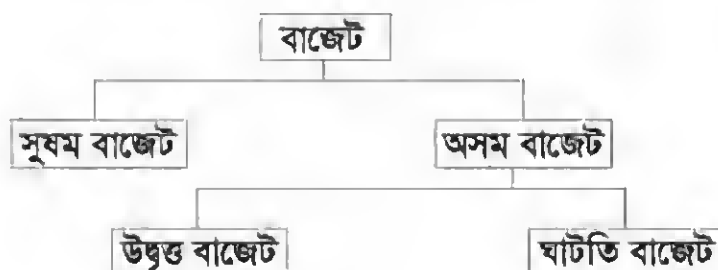 বাজেট
সুষম বাজেট অসম বাজেট
উদ্বৃত্ত বাজেট ঘাটতি বাজেট